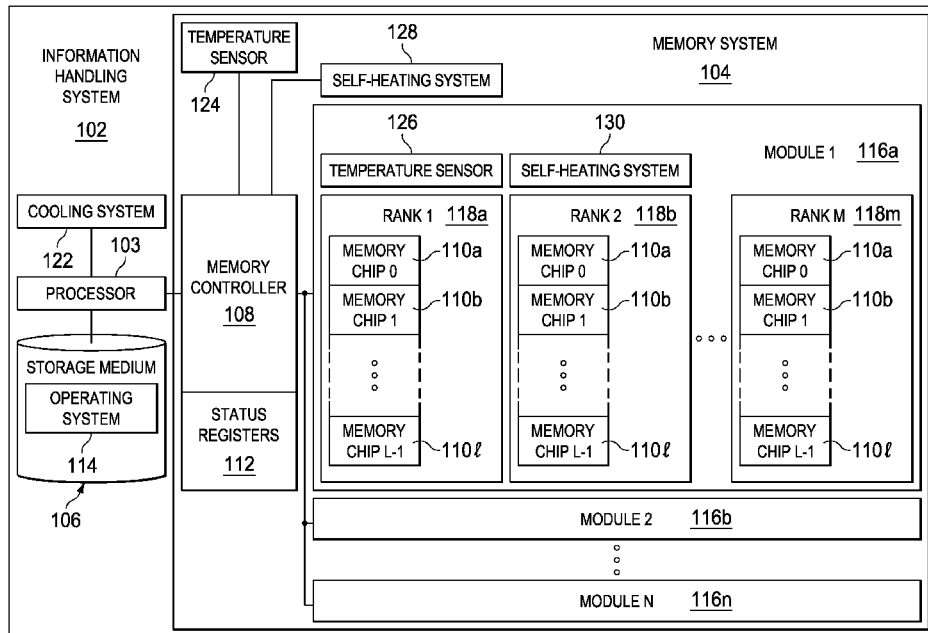 INFORMATION
HANDLING
SYSTEM
102
TEMPERATURE
SENSOR
124
128
SELF-HEATING SYSTEM
MEMORY SYSTEM
104
126
TEMPERATURE SENSOR
130
SELF-HEATING SYSTEM
MODULE 1 116a
COOLING SYSTEM
122
103
PROCESSOR
STORAGE MEDIUM
OPERATING
SYSTEM
114
106
MEMORY
CONTROLLER
108
STATUS
REGISTERS
112
RANK 1 118a
MEMORY
CHIP 0
110a
MEMORY
CHIP 1
110b
MEMORY
CHIP L-1
110ℓ
RANK 2 118b
MEMORY
CHIP 0
110a
MEMORY
CHIP 1
110b
MEMORY
CHIP L-1
110ℓ
RANK M 118m
MEMORY
CHIP 0
110a
MEMORY
CHIP 1
110b
MEMORY
CHIP L-1
110ℓ
MODULE 2 116b
MODULE N 116n